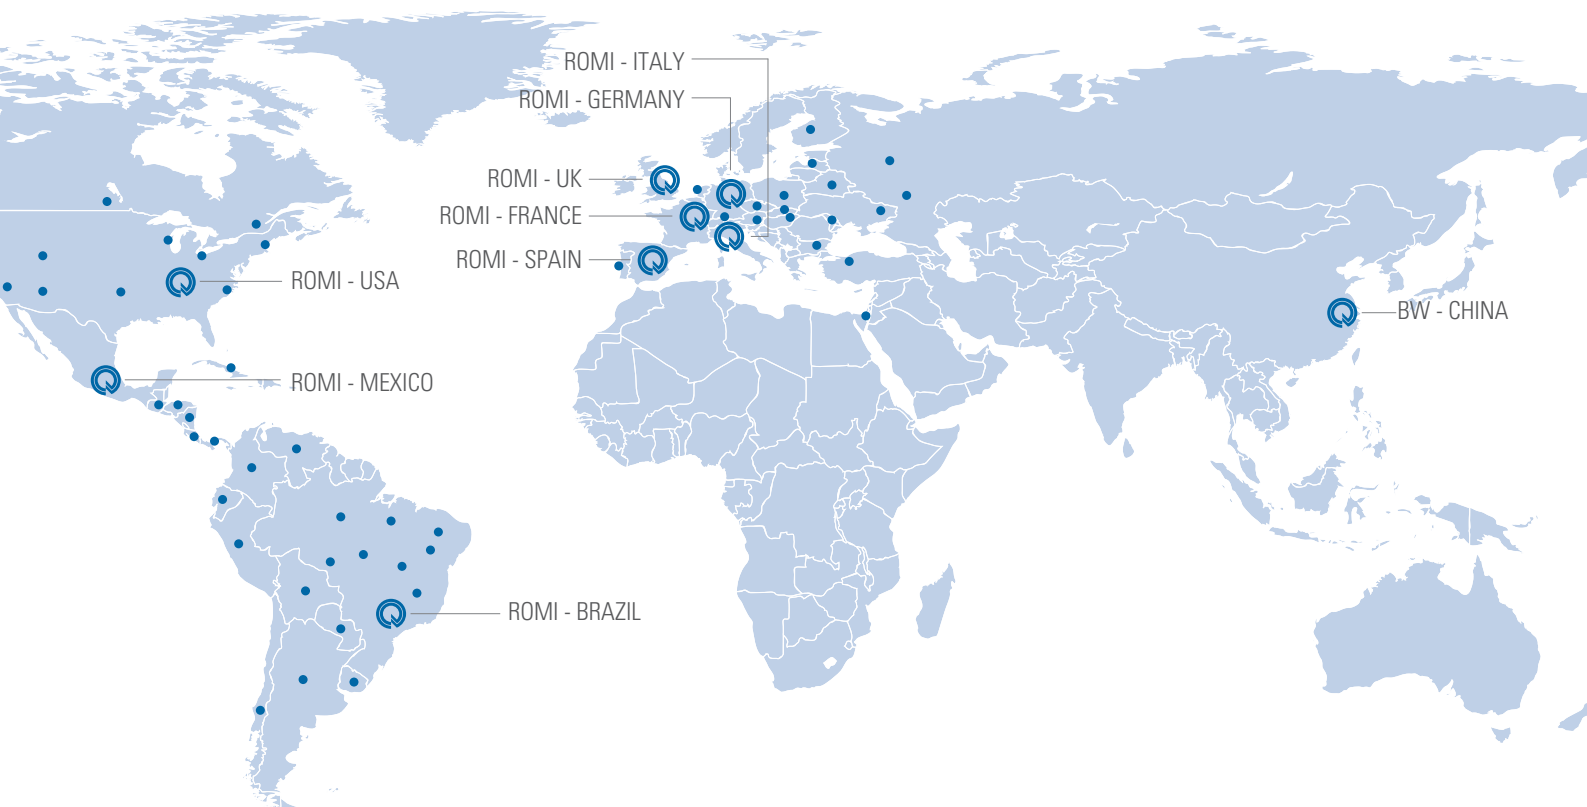 ROMI - ITALY
ROMI - GERMANY
ROMI - UK
ROMI - FRANCE
ROMI - SPAIN
ROMI - USA
BW - CHINA
ROMI - MEXICO
ROMI - BRAZIL